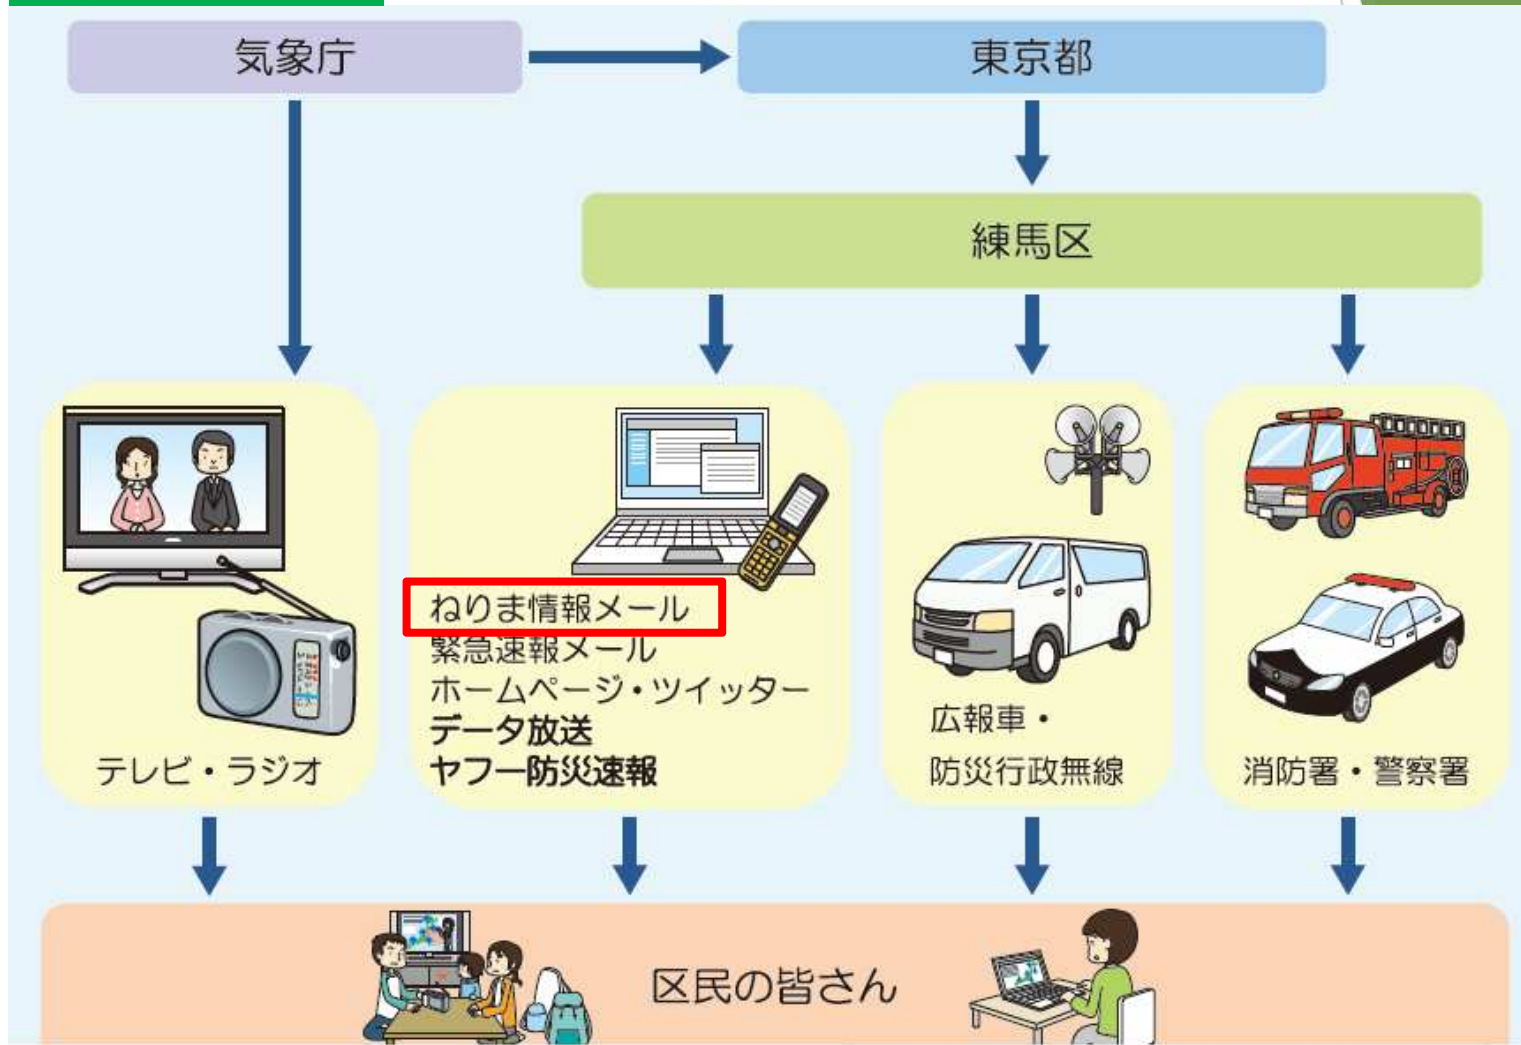 気象庁
東京都
練馬区
テレビ・ラジオ
ねりま情報メール
緊急速報メール
ホームページ・ツイッター
データ放送
ヤフー防災速報
広報車・
防災行政無線
消防署・警察署
区民の皆さん